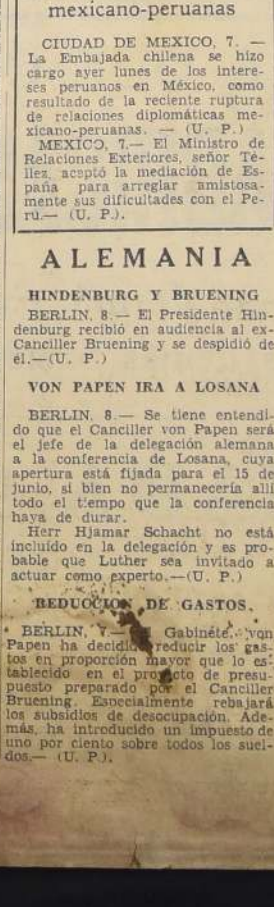 mexicano-peruanas
CIUDAD DE MEXICO, 7. —
La Embajada chilena se hizo
cargo ayer lunes de los intere-
ses peruanos en México, como
resultado de la reciente ruptura
de relaciones diplomáticas me-
xicano-peruanas. — (U. P.)
MEXICO, 7.— El Ministro de
Relaciones Exteriores, señor Té-
llez, aceptó la mediación de Es-
paña para arreglar amistosa-
mente sus dificultades con el Pe-
rú.— (U. P.).
ALEMANIA
HINDENBURG Y BRUENING
BERLIN, 8.— El Presidente Hin-
denburg recibió en audiencia al ex-
Canciller Bruening y se despidió de
él.—(U. P.)
VON PAPEN IRA A LOSANA
BERLIN, 8.— Se tiene entendi-
do que el Canciller von Papen será
el jefe de la delegación alemana
a la conferencia de Losana, cuya
apertura está fijada para el 15 de
junio, si bien no permanecería allí
todo el tiempo que la conferencia
haya de durar.
Herr Hjamar Schacht no está
incluído en la delegación y es pro-
bable que Luther sea invitado a
actuar como experto.—(U. P.)
REDUCCION DE GASTOS.
BERLIN, 7.— Gabinete von
Papen ha decidido reducir los gas-
tos en proporción mayor que lo es-
tablecido en el proyecto de presu-
puesto preparado por el Canciller
Bruening. Especialmente rebajará
los subsidios de desocupación. Ade-
más, ha introducido un impuesto de
uno por ciento sobre todos los suel-
dos.— (U. P.).